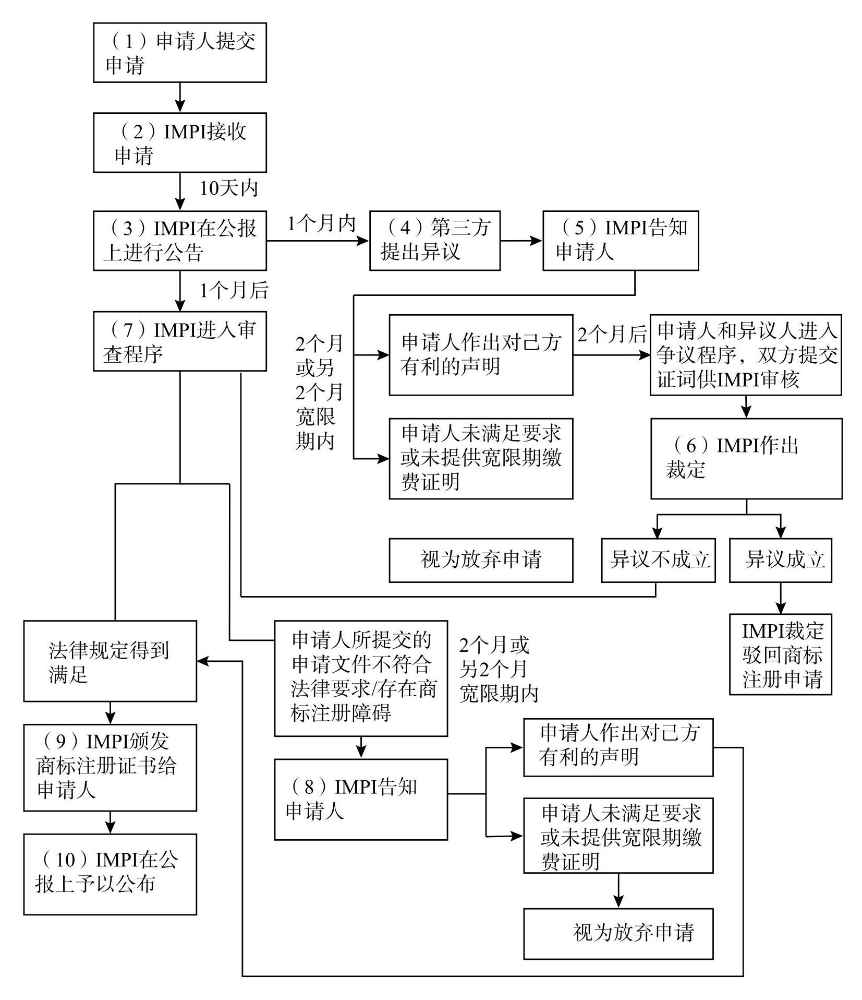 （1）申请人提交
申请
（2）IMPI接收
申请
10天内
（3）IMPI在公报
上进行公告
1个月内
（4）第三方
提出异议
（5）IMPI告知
申请人
1个月后
（7）IMPI进入审
查程序
2个月
或另
2个月
宽限
期内
申请人作出对己方
有利的声明
2个月后
申请人和异议人进入
争议程序，双方提交
证词供IMPI审核
申请人未满足要求
或未提供宽限期缴
费证明
（6）IMPI作出
裁定
视为放弃申请
异议不成立
异议成立
IMPI裁定
驳回商标
注册申请
法律规定得到
满足
申请人所提交的
申请文件不符合
法律要求/存在商
标注册障碍
2个月或
另2个月
宽限期内
（9）IMPI颁发
商标注册证书给
申请人
（8）IMPI告知
申请人
申请人作出对己方
有利的声明
申请人未满足要求
或未提供宽限期缴
费证明
（10）IMPI在公
报上予以公布
视为放弃申请